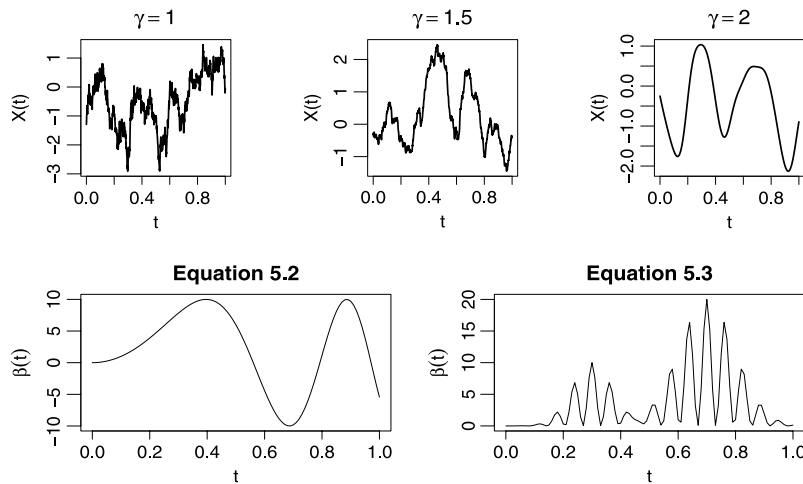 γ = 1
X(t)
1
0
−1
−2
−3
0.0 0.4 0.8
t
γ = 1.5
X(t)
2
1
0
−1
0.0 0.4 0.8
t
γ = 2
X(t)
1.0
0.0
−1.0
−2.0
0.0 0.4 0.8
t
Equation 5.2
β(t)
10
5
0
−5
−10
0.0 0.2 0.4 0.6 0.8 1.0
t
Equation 5.3
β(t)
20
15
10
5
0
0.0 0.2 0.4 0.6 0.8 1.0
t